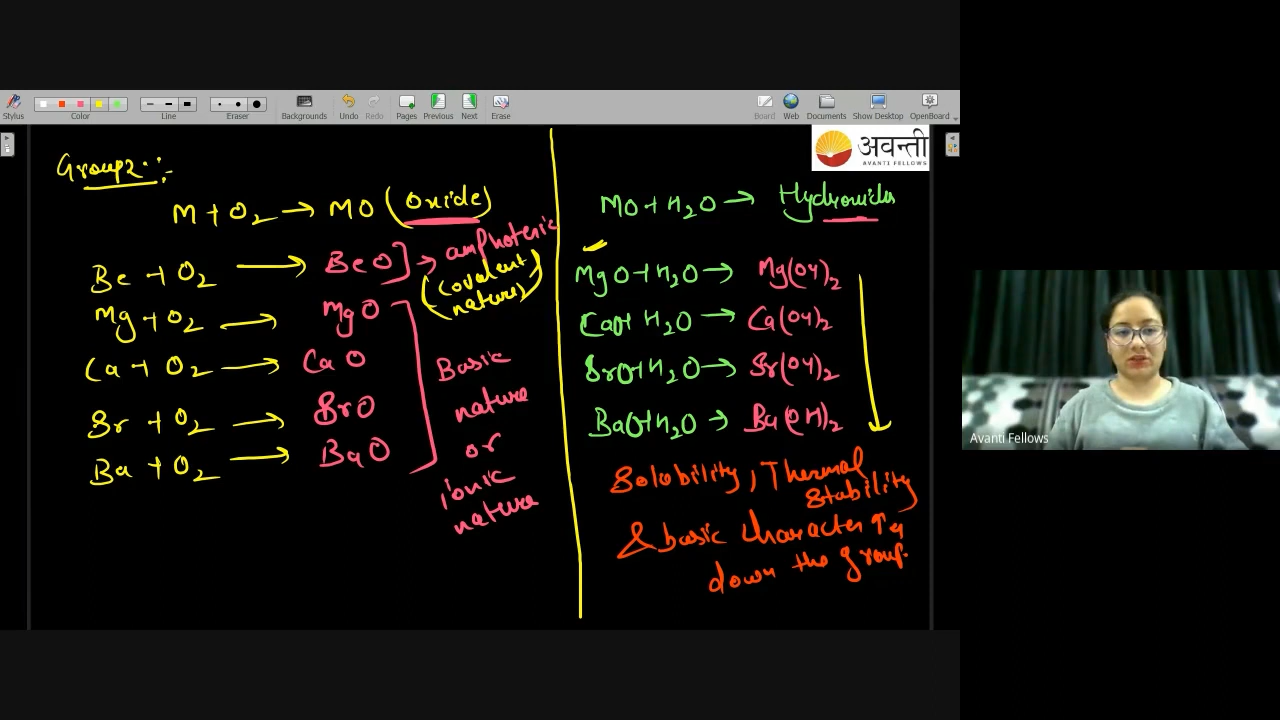 Stylus
Color
Line
Eraser
Backgrounds
Undo
Redo
Pages
Previous
Next
Erase
Board
Web
Documents
Show Desktop
OpenBoard
अवन्ती
AVANTI FELLOWS
Group 2 :-
M + O2 → MO (Oxide)
Be + O2 → BeO → amphoteric
(Covalent nature)
Mg + O2 → MgO
Ca + O2 → CaO
Sr + O2 → SrO
Ba + O2 → BaO
Basic
nature
or
ionic
nature
MO + H2O → Hydroxides
MgO + H2O → Mg(OH)2
CaO + H2O → Ca(OH)2
SrO + H2O → Sr(OH)2
BaO + H2O → Ba(OH)2
Solubility, Thermal
Stability
& basic character ↑
down the group.
Avanti Fellows